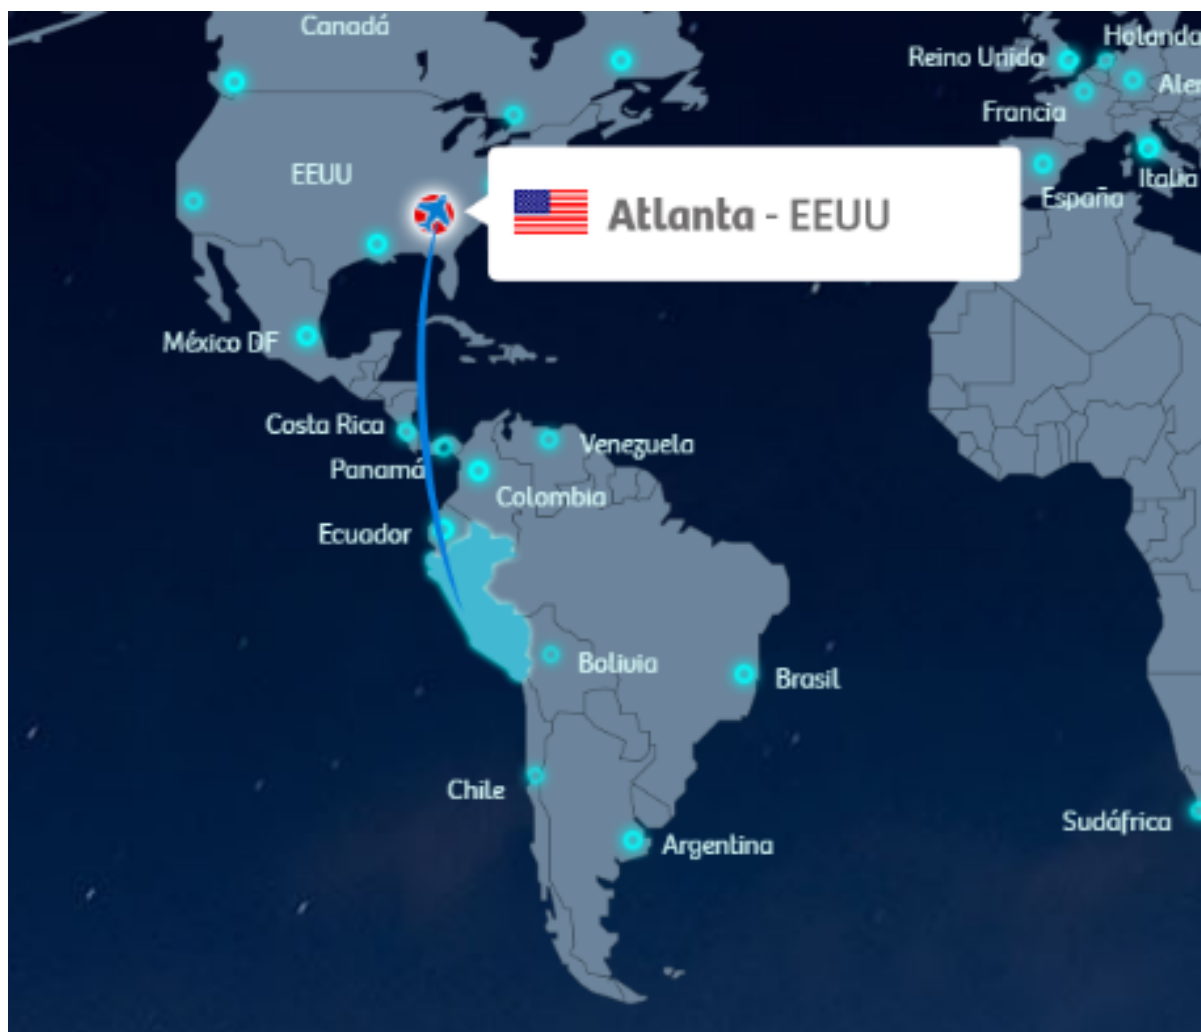 Canadá
Holanda
Reino Unido
Francia
EEUU
Italia
España
Atlanta - EEUU
México DF
Costa Rica
Venezuela
Panamá
Colombia
Ecuador
Bolivia
Brasil
Chile
Sudáfrica
Argentina